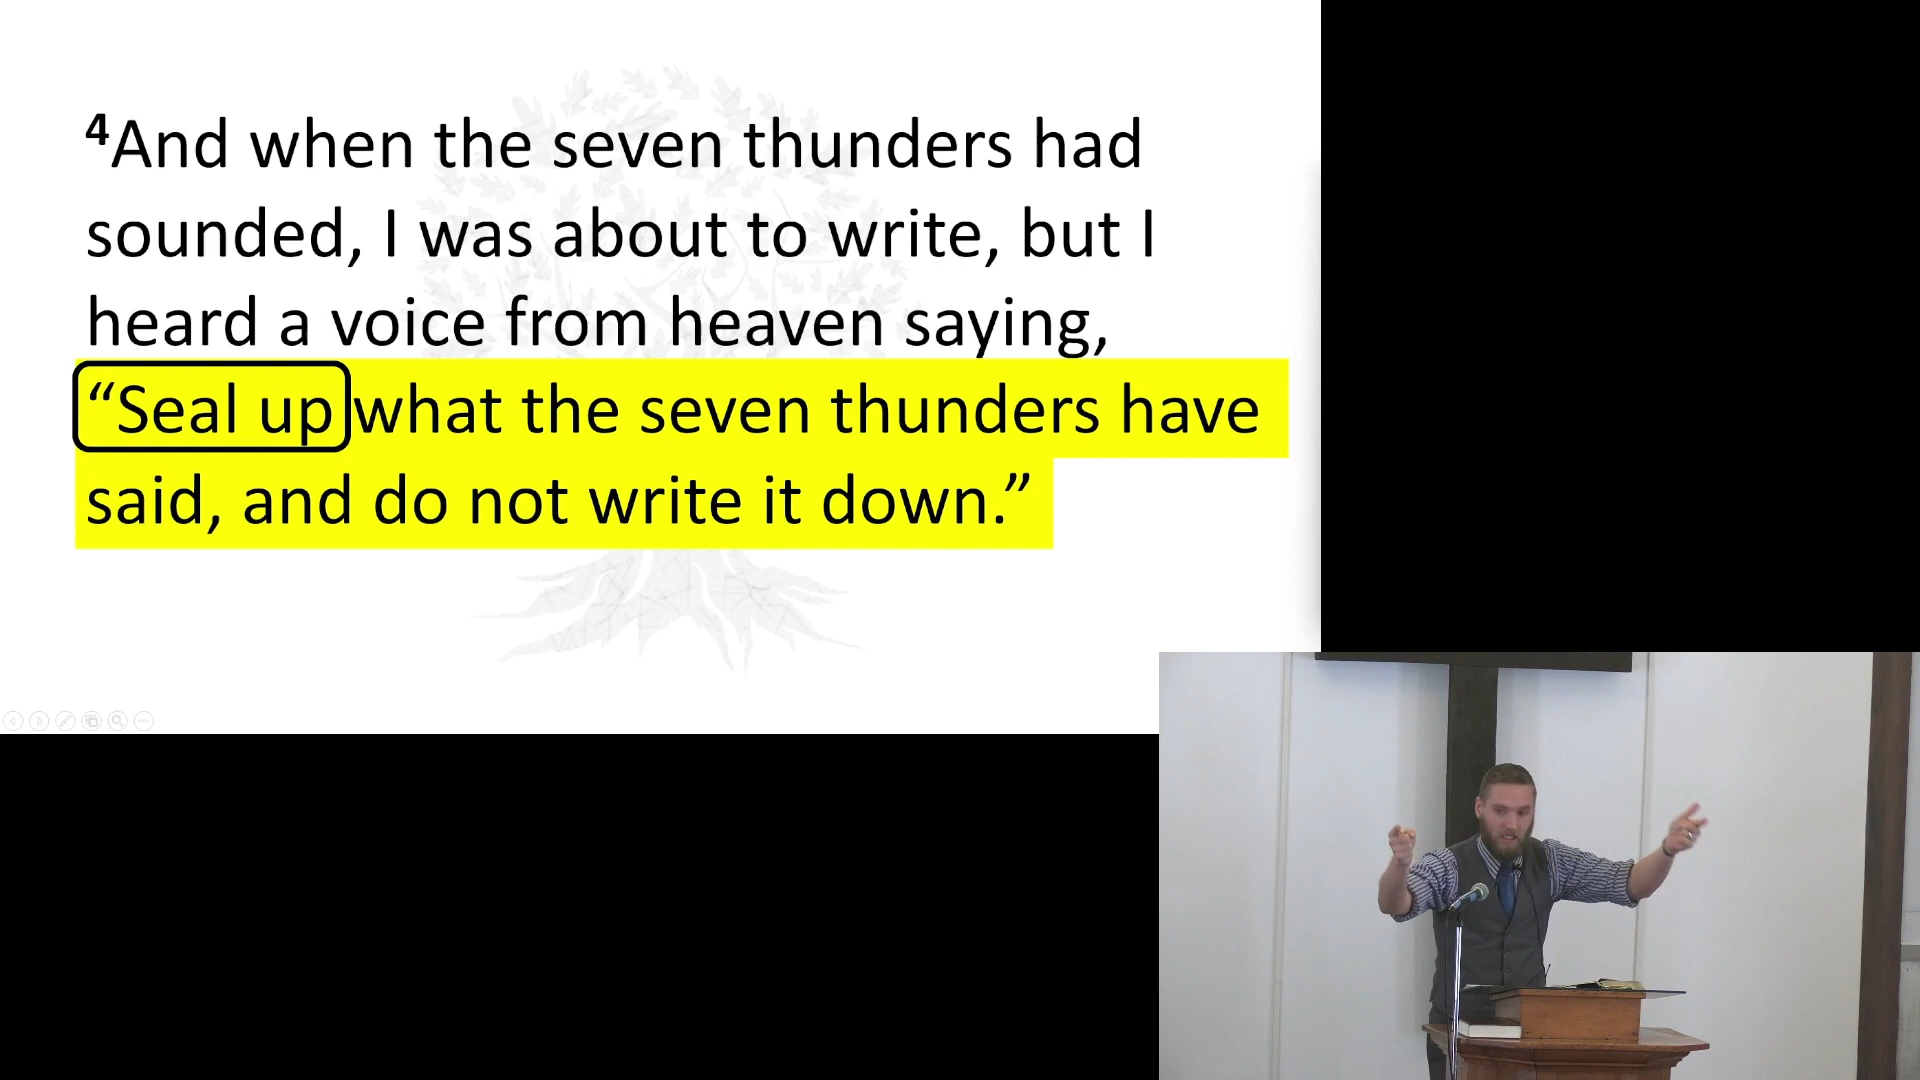 ⁴And when the seven thunders had
sounded, I was about to write, but I
heard a voice from heaven saying,
“Seal up what the seven thunders have
said, and do not write it down.”